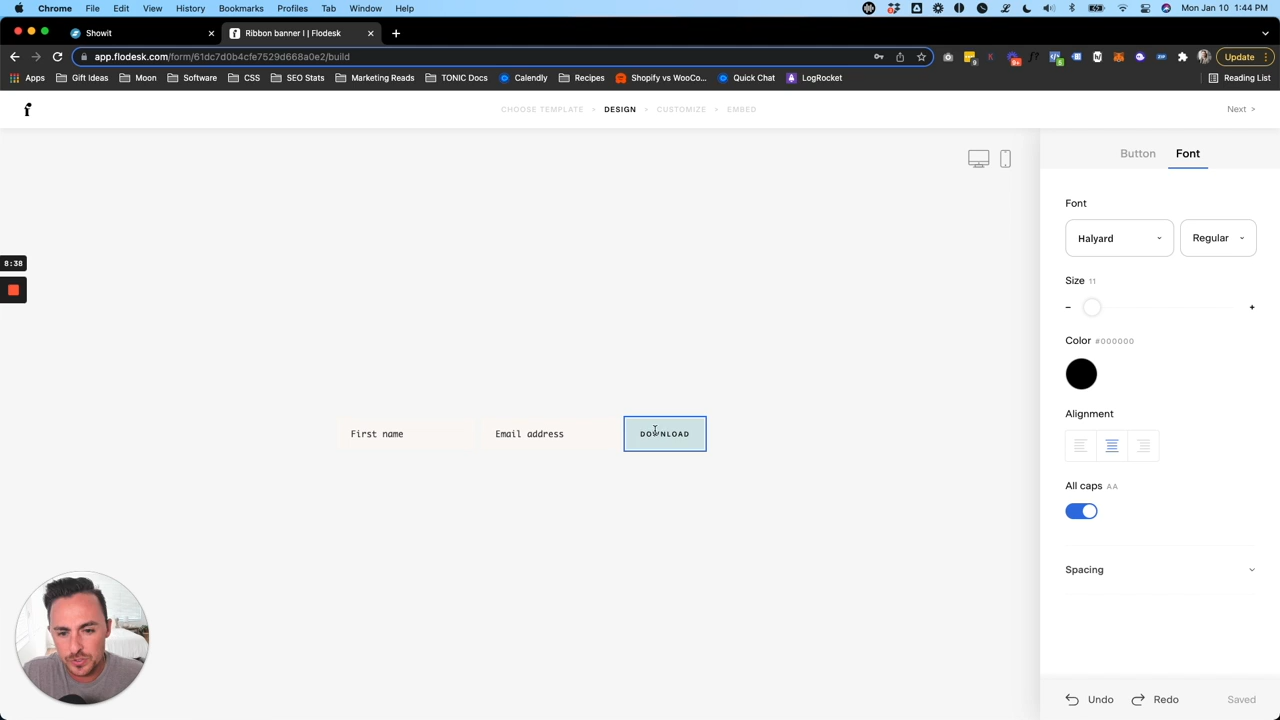 Chrome File Edit View History Bookmarks Profiles Tab Window Help Mon Jan 10 1:44 PM
Showit Ribbon banner I | Flodesk
app.flodesk.com/form/61dc7d0b4cfe7529d668a0e2/build Update
Apps Gift Ideas Moon Software CSS SEO Stats Marketing Reads TONIC Docs Calendly Recipes Shopify vs WooCo... Quick Chat LogRocket Reading List
CHOOSE TEMPLATE > DESIGN > CUSTOMIZE > EMBED Next >
Button Font
Font
Halyard Regular
8:38
Size 11
Color #000000
Alignment
First name Email address DOWNLOAD
All caps AA
Spacing
Undo Redo Saved